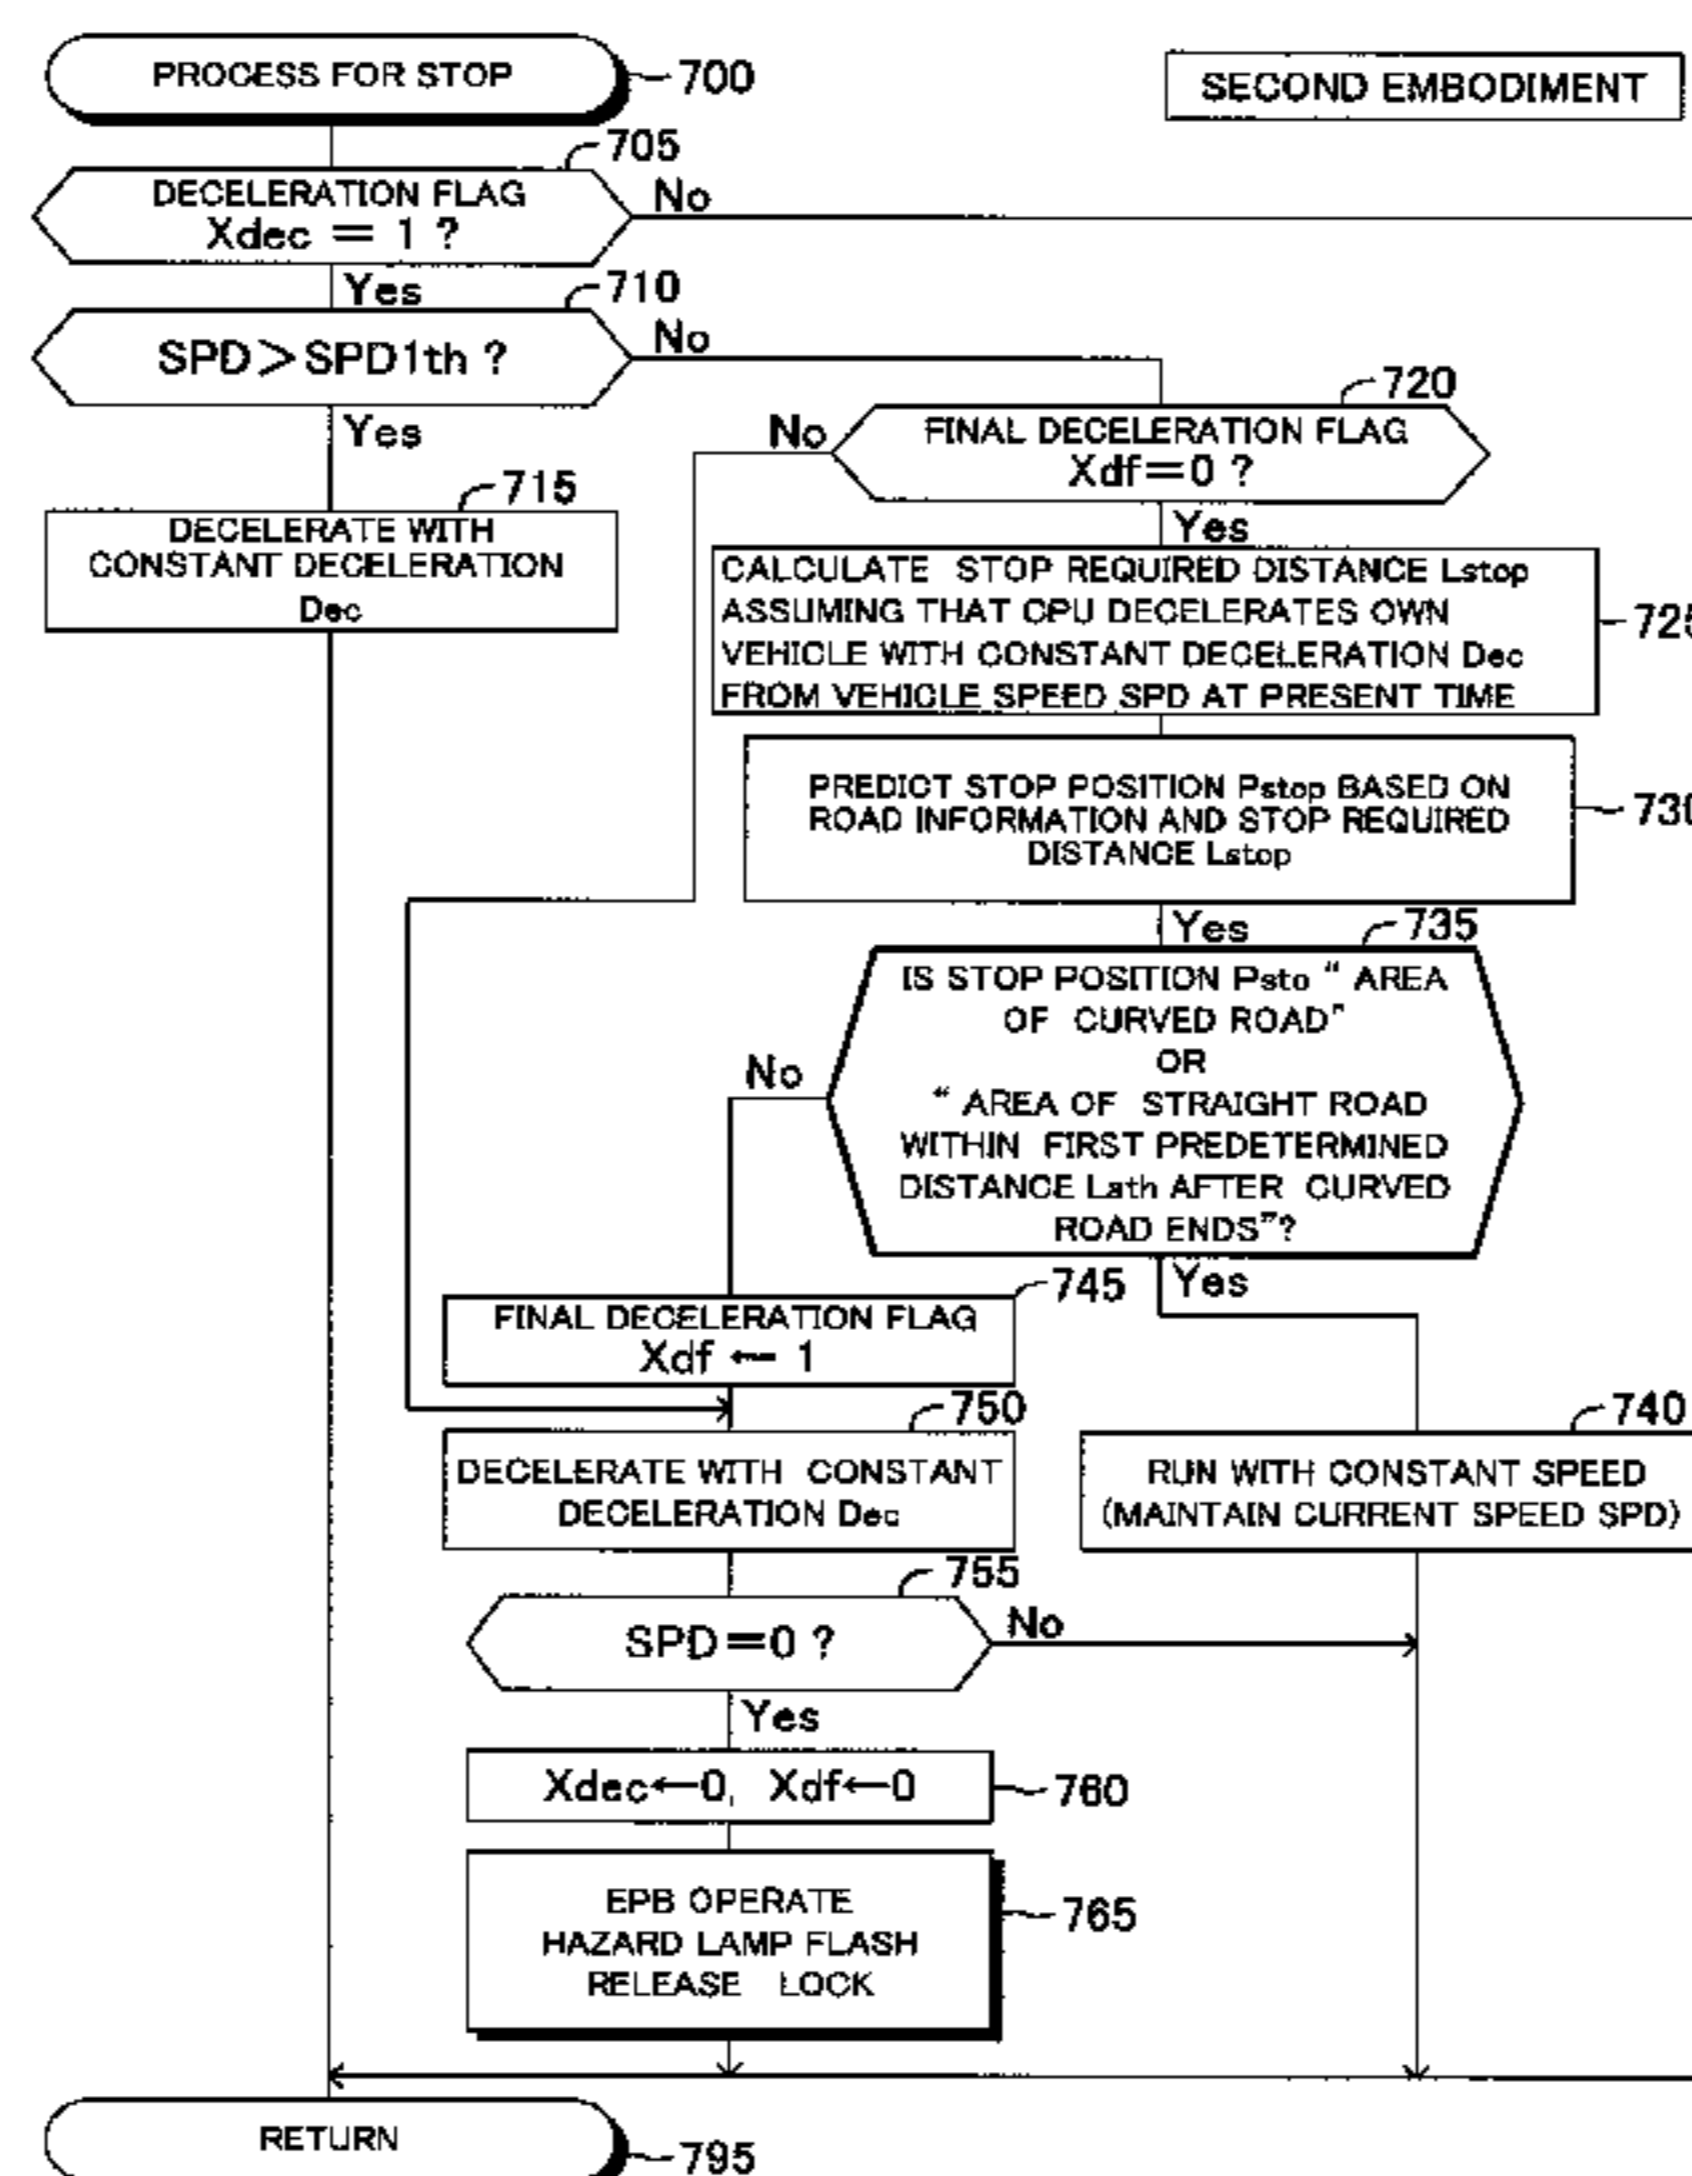 PROCESS FOR STOP
700
SECOND EMBODIMENT
705
DECELERATION FLAG
Xdec = 1 ?
No
Yes
710
SPD>SPD1th ?
No
Yes
720
FINAL DECELERATION FLAG
Xdf=0 ?
No
Yes
715
DECELERATE WITH
CONSTANT DECELERATION
Dec
CALCULATE STOP REQUIRED DISTANCE Lstop
ASSUMING THAT CPU DECELERATES OWN
VEHICLE WITH CONSTANT DECELERATION Dec
FROM VEHICLE SPEED SPD AT PRESENT TIME
725
PREDICT STOP POSITION Pstop BASED ON
ROAD INFORMATION AND STOP REQUIRED
DISTANCE Lstop
730
Yes
735
IS STOP POSITION Psto “ AREA
OF CURVED ROAD”
OR
“ AREA OF STRAIGHT ROAD
WITHIN FIRST PREDETERMINED
DISTANCE Lath AFTER CURVED
ROAD ENDS”?
No
Yes
745
FINAL DECELERATION FLAG
Xdf ← 1
750
DECELERATE WITH CONSTANT
DECELERATION Dec
740
RUN WITH CONSTANT SPEED
(MAINTAIN CURRENT SPEED SPD)
755
SPD=0 ?
No
Yes
Xdec←0, Xdf←0
760
EPB OPERATE
HAZARD LAMP FLASH
RELEASE LOCK
765
RETURN
795